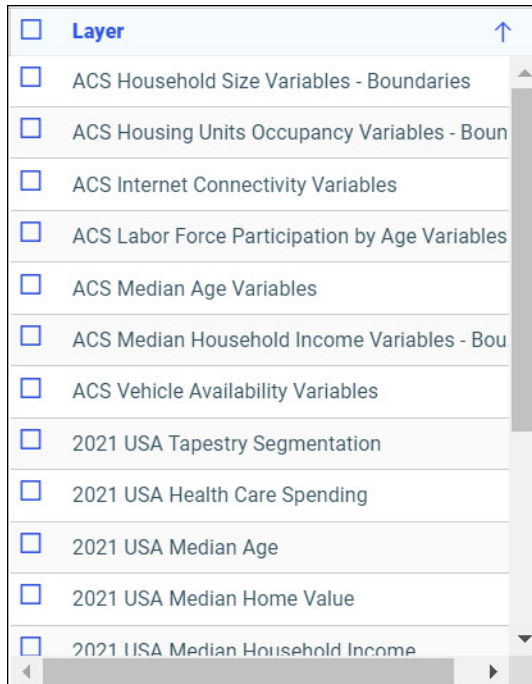 Layer
ACS Household Size Variables - Boundaries
ACS Housing Units Occupancy Variables - Boun
ACS Internet Connectivity Variables
ACS Labor Force Participation by Age Variables
ACS Median Age Variables
ACS Median Household Income Variables - Bou
ACS Vehicle Availability Variables
2021 USA Tapestry Segmentation
2021 USA Health Care Spending
2021 USA Median Age
2021 USA Median Home Value
2021 USA Median Household Income